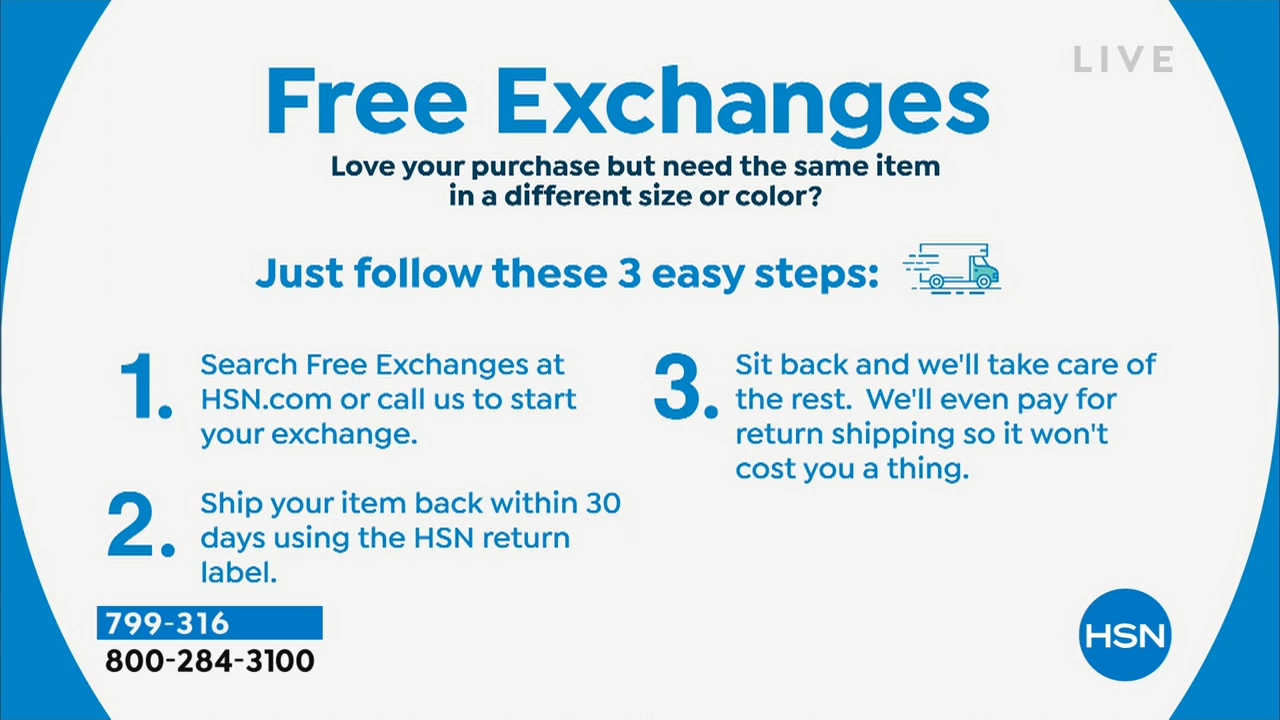 LIVE
Free Exchanges
Love your purchase but need the same item
in a different size or color?
Just follow these 3 easy steps:
1. Search Free Exchanges at
HSN.com or call us to start
your exchange.
2. Ship your item back within 30
days using the HSN return
label.
3. Sit back and we'll take care of
the rest. We'll even pay for
return shipping so it won't
cost you a thing.
799-316
800-284-3100
HSN